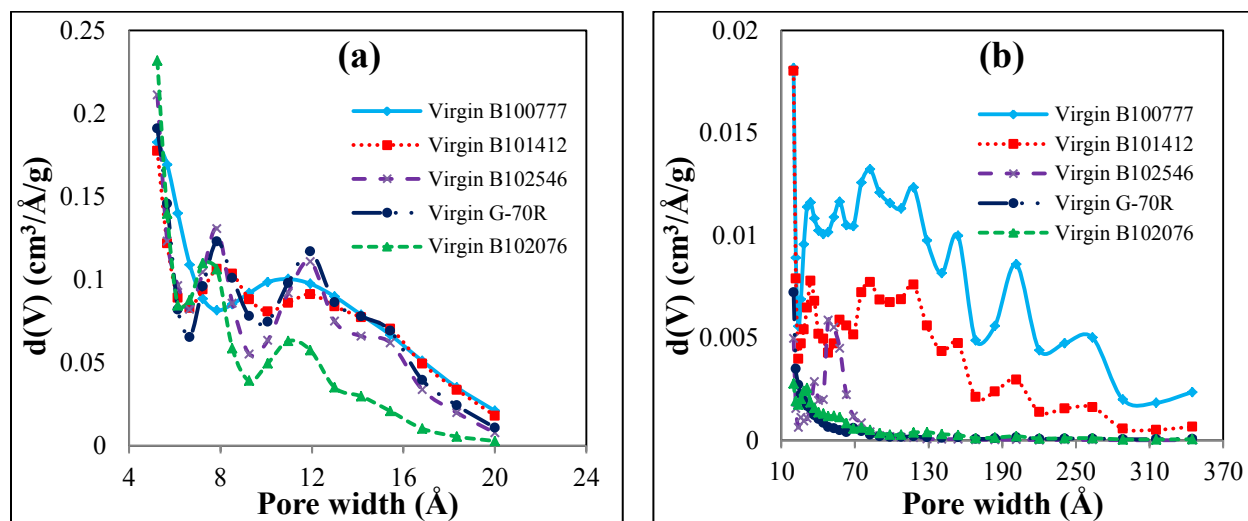 (a)
d(V) (cm³/Å/g)
0.25
0.2
0.15
0.1
0.05
0
4 8 12 16 20 24
Pore width (Å)
Virgin B100777
Virgin B101412
Virgin B102546
Virgin G-70R
Virgin B102076
(b)
d(V) (cm³/Å/g)
0.02
0.015
0.01
0.005
0
10 70 130 190 250 310 370
Pore width (Å)
Virgin B100777
Virgin B101412
Virgin B102546
Virgin G-70R
Virgin B102076